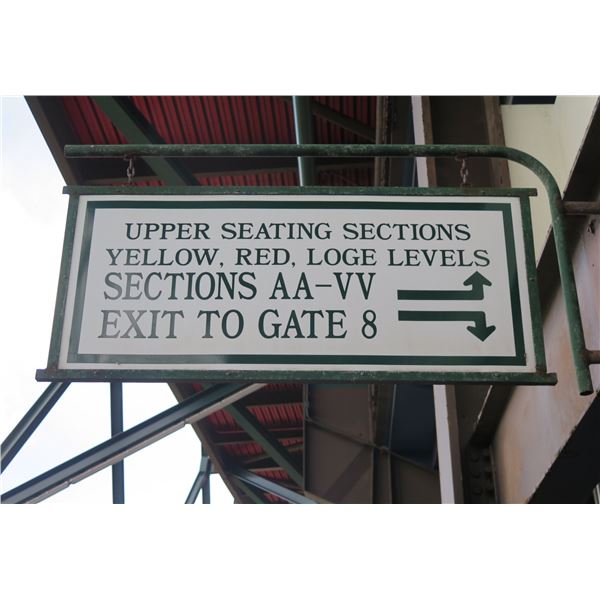 UPPER SEATING SECTIONS
YELLOW, RED, LOGE LEVELS
SECTIONS AA-VV
EXIT TO GATE 8